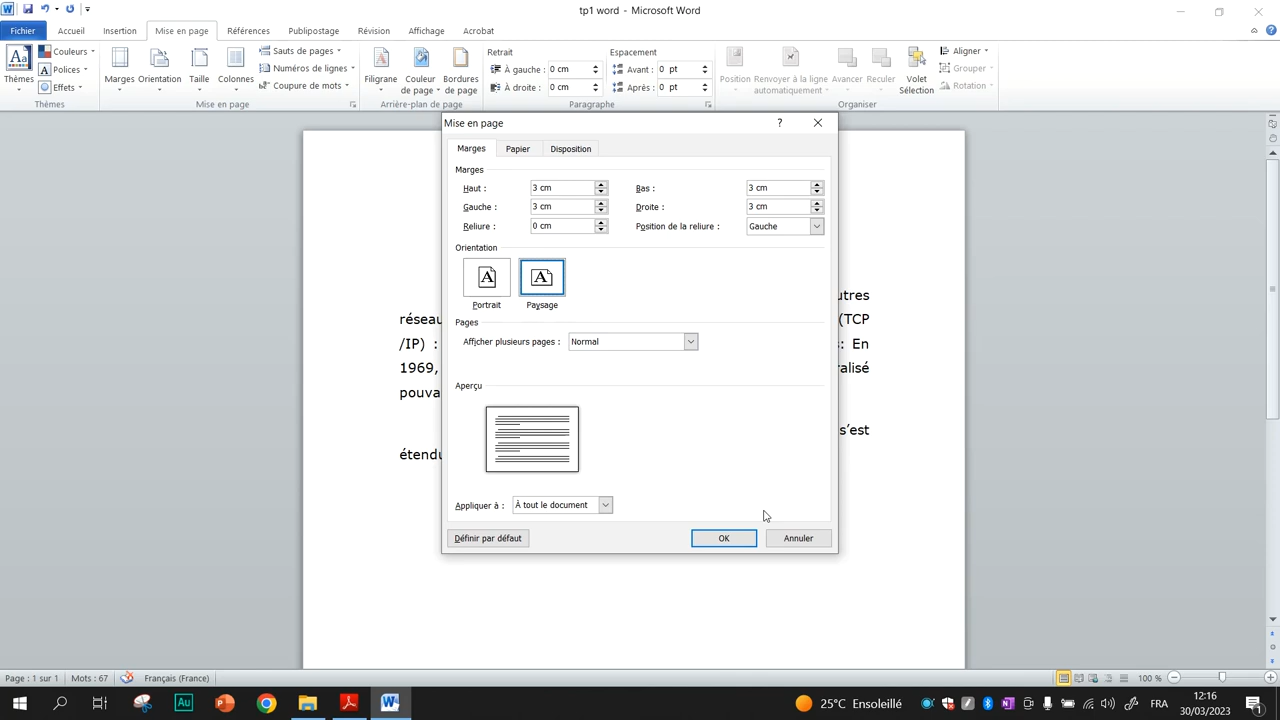 tp1 word - Microsoft Word
Fichier Accueil Insertion Mise en page Références Publipostage Révision Affichage Acrobat
Aa
Thèmes
Couleurs
Polices
Effets
Thèmes
Marges
Orientation
Taille
Colonnes
Sauts de pages
Numéros de lignes
Coupure de mots
Mise en page
Filigrane
Couleur de page
Bordures de page
Arrière-plan de page
Retrait
À gauche : 0 cm
À droite : 0 cm
Espacement
Avant : 0 pt
Après : 0 pt
Paragraphe
Position
Renvoyer à la ligne automatiquement
Avancer
Reculer
Volet Sélection
Aligner
Grouper
Rotation
Organiser
Mise en page
Marges Papier Disposition
Marges
Haut : 3 cm Bas : 3 cm
Gauche : 3 cm Droite : 3 cm
Reliure : 0 cm Position de la reliure : Gauche
Orientation
A A
Portrait Paysage
Pages
Afficher plusieurs pages : Normal
Aperçu
Appliquer à : À tout le document
Définir par défaut OK Annuler
utres
réseau (TCP
/IP) : : En
1969, ralisé
pouva
s'est
étendu
Page : 1 sur 1 Mots : 67 Français (France) 100 %
Au P W 25°C Ensoleillé FRA 12:16
30/03/2023